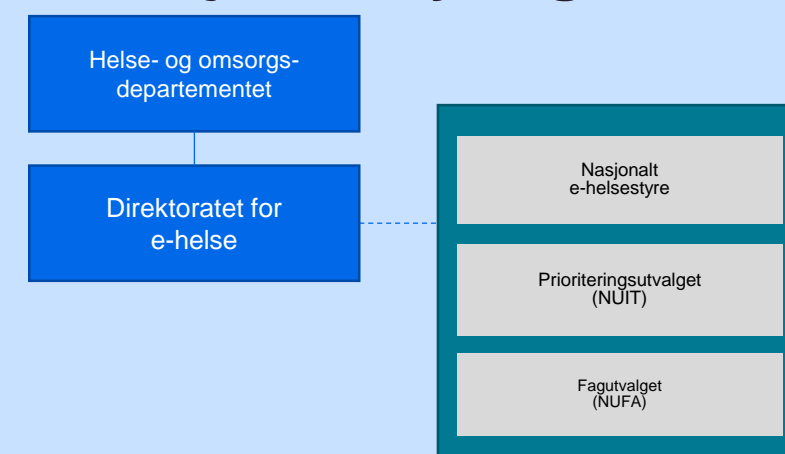 Helse- og omsorgs-
departementet
Direktoratet for
e-helse
Nasjonalt
e-helsestyre
Prioriteringsutvalget
(NUIT)
Fagutvalget
(NUFA)